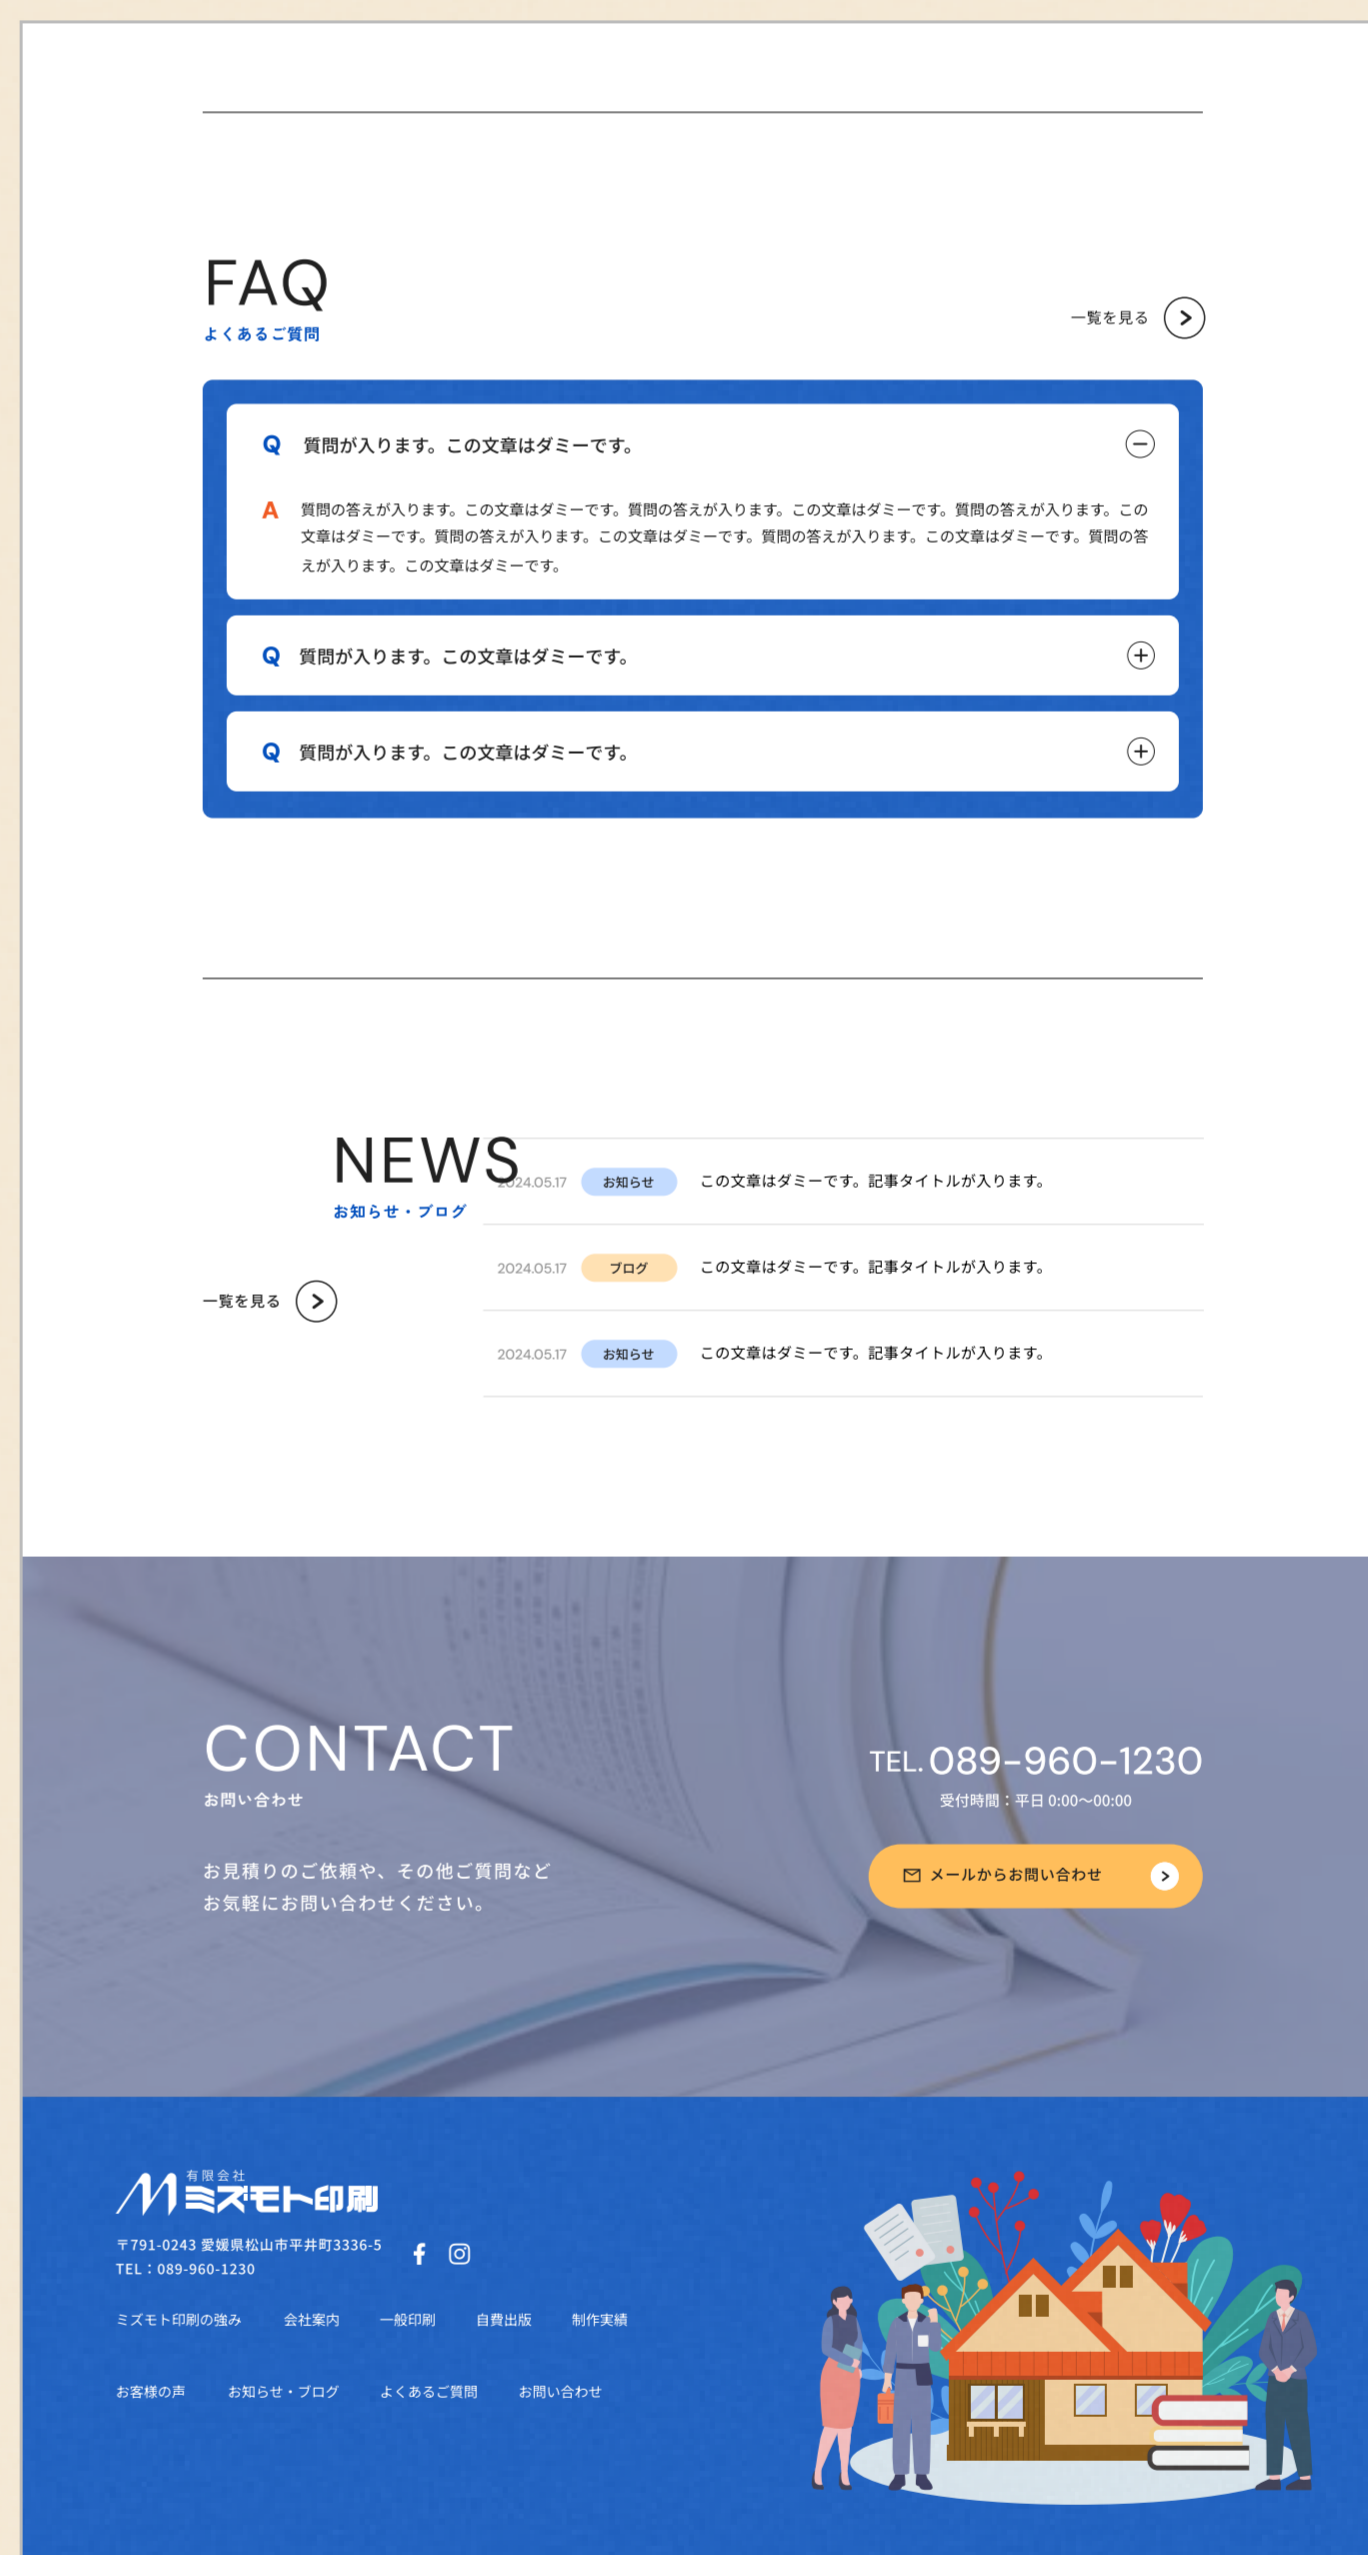 FAQ
よくあるご質問
一覧を見る
Q 質問が入ります。この文章はダミーです。
A 質問の答えが入ります。この文章はダミーです。質問の答えが入ります。この文章はダミーです。質問の答えが入ります。この
文章はダミーです。質問の答えが入ります。この文章はダミーです。質問の答えが入ります。この文章はダミーです。質問の答
えが入ります。この文章はダミーです。
Q 質問が入ります。この文章はダミーです。
Q 質問が入ります。この文章はダミーです。
NEWS
お知らせ・ブログ
一覧を見る
2024.05.17 お知らせ この文章はダミーです。記事タイトルが入ります。
2024.05.17 ブログ この文章はダミーです。記事タイトルが入ります。
2024.05.17 お知らせ この文章はダミーです。記事タイトルが入ります。
CONTACT
お問い合わせ
お見積りのご依頼や、その他ご質問など
お気軽にお問い合わせください。
TEL. 089-960-1230
受付時間：平日 0:00〜00:00
メールからお問い合わせ
有限会社
ミズモト印刷
〒791-0243 愛媛県松山市平井町3336-5
TEL：089-960-1230
ミズモト印刷の強み 会社案内 一般印刷 自費出版 制作実績
お客様の声 お知らせ・ブログ よくあるご質問 お問い合わせ